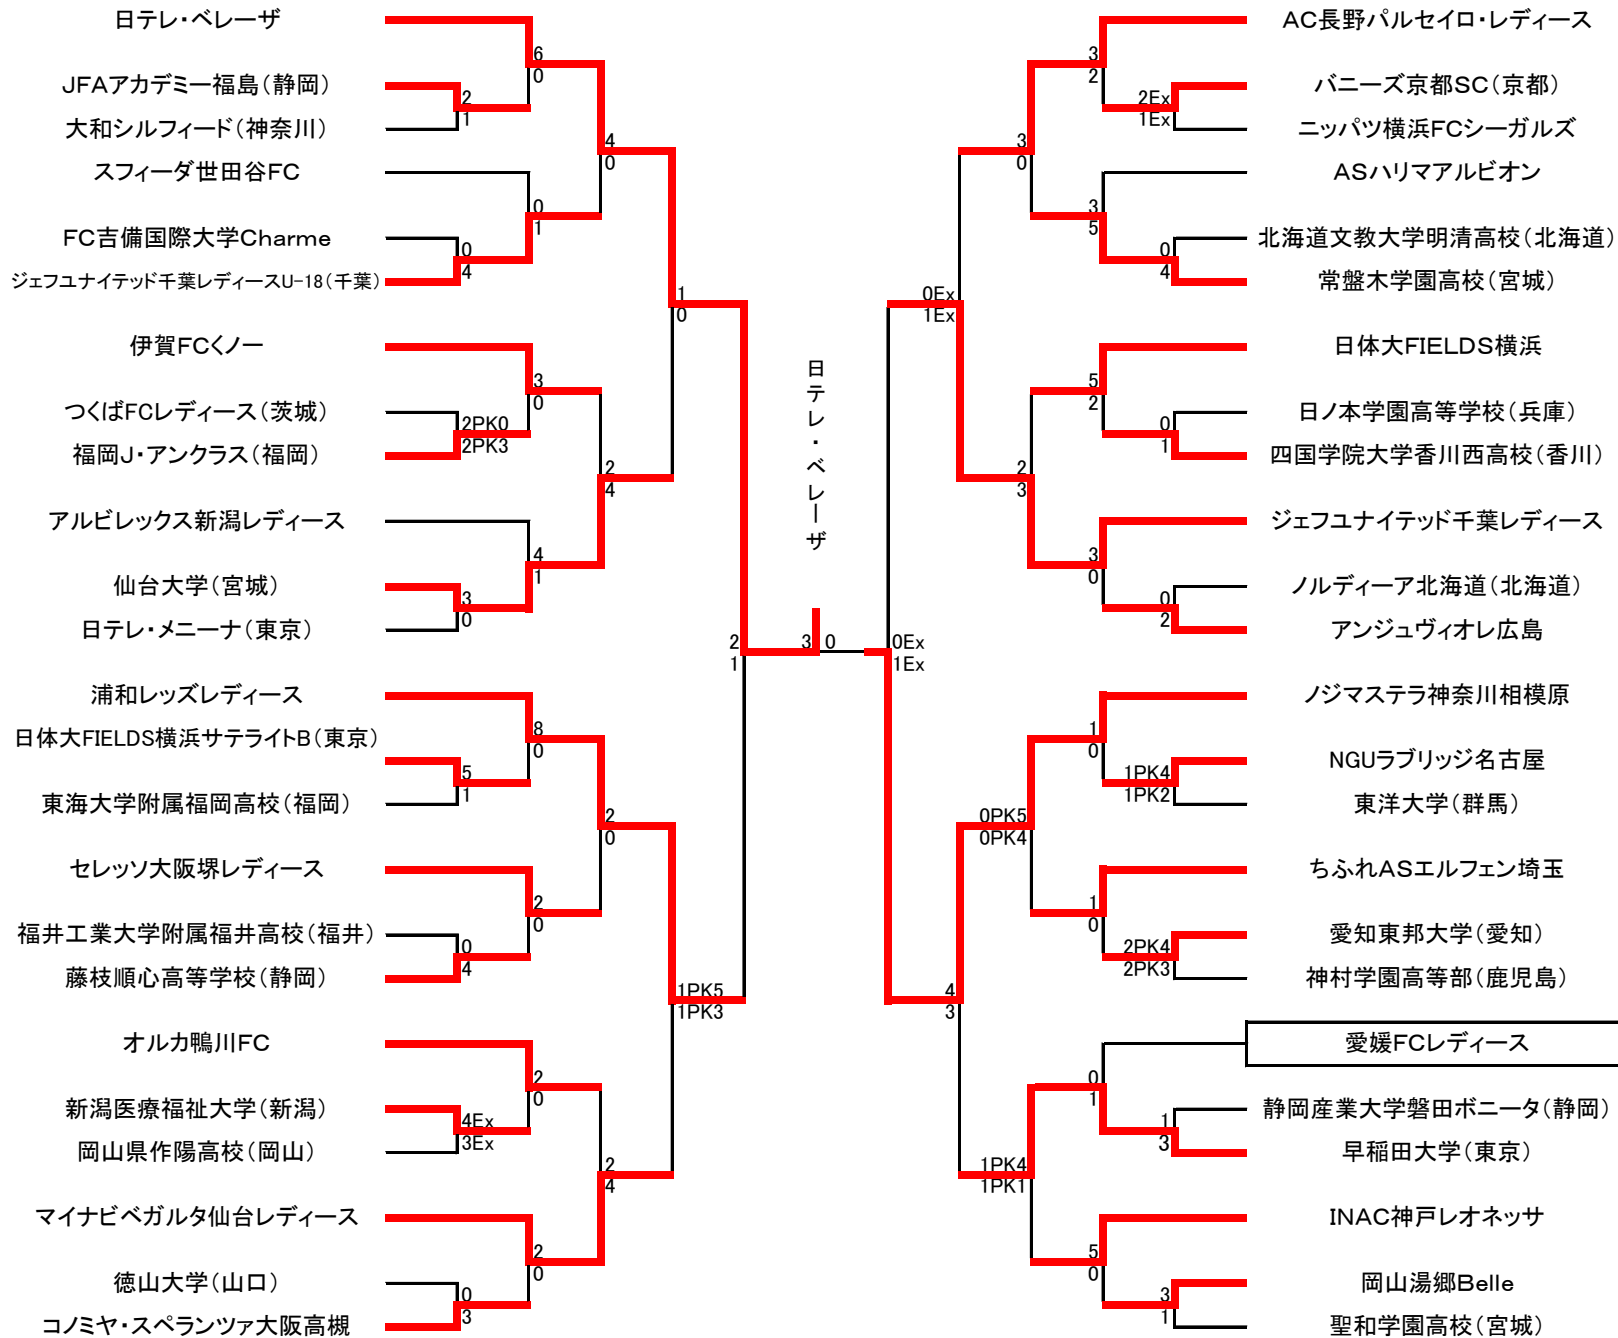 日テレ・ベレーザ
6
0
JFAアカデミー福島(静岡)
2
1
大和シルフィード(神奈川)
4
0
スフィーダ世田谷FC
0
1
FC吉備国際大学Charme
0
4
ジェフユナイテッド千葉レディースU-18(千葉)
1
0
伊賀FCくノ一
3
0
つくばFCレディース(茨城)
2PK0
2PK3
福岡J・アンクラス(福岡)
2
4
アルビレックス新潟レディース
4
1
仙台大学(宮城)
3
0
日テレ・メニーナ(東京)
2
1
浦和レッズレディース
8
0
日体大FIELDS横浜サテライトB(東京)
5
1
東海大学附属福岡高校(福岡)
2
0
セレッソ大阪堺レディース
2
0
福井工業大学附属福井高校(福井)
0
4
藤枝順心高等学校(静岡)
1PK5
1PK3
オルカ鴨川FC
2
0
新潟医療福祉大学(新潟)
4Ex
3Ex
岡山県作陽高校(岡山)
2
4
マイナビベガルタ仙台レディース
2
0
徳山大学(山口)
0
3
コノミヤ・スペランツァ大阪高槻
日テレ・ベレーザ
3 0
AC長野パルセイロ・レディース
3
2
バニーズ京都SC(京都)
2Ex
1Ex
ニッパツ横浜FCシーガルズ
3
0
ASハリマアルビオン
3
5
北海道文教大学明清高校(北海道)
0
4
常盤木学園高校(宮城)
0Ex
1Ex
日体大FIELDS横浜
5
2
日ノ本学園高等学校(兵庫)
0
1
四国学院大学香川西高校(香川)
2
3
ジェフユナイテッド千葉レディース
3
0
ノルディーア北海道(北海道)
0
2
アンジュヴィオレ広島
0Ex
1Ex
ノジマステラ神奈川相模原
1
0
NGUラブリッジ名古屋
1PK4
1PK2
東洋大学(群馬)
0PK5
0PK4
ちふれASエルフェン埼玉
1
0
愛知東邦大学(愛知)
2PK4
2PK3
神村学園高等部(鹿児島)
4
3
愛媛FCレディース
0
1
静岡産業大学磐田ボニータ(静岡)
1
3
早稲田大学(東京)
1PK4
1PK1
INAC神戸レオネッサ
5
0
岡山湯郷Belle
3
1
聖和学園高校(宮城)